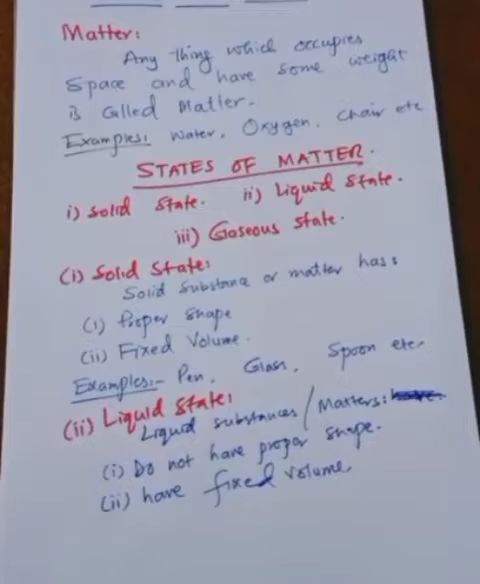 Matter:
Any thing which occupies
Space and have some weight
is called Matter.
Examples: Water, Oxygen, Chair etc
STATES OF MATTER.
i) Solid State. ii) Liquid State.
iii) Gaseous State.
(i) Solid State:
Solid Substance or matter has:
(i) Proper shape
(ii) Fixed Volume.
Examples:- Pen, Glass, Spoon etc.
(ii) Liquid State:
Liquid substances / Matters:
(i) Do not have proper shape.
(ii) have fixed volume